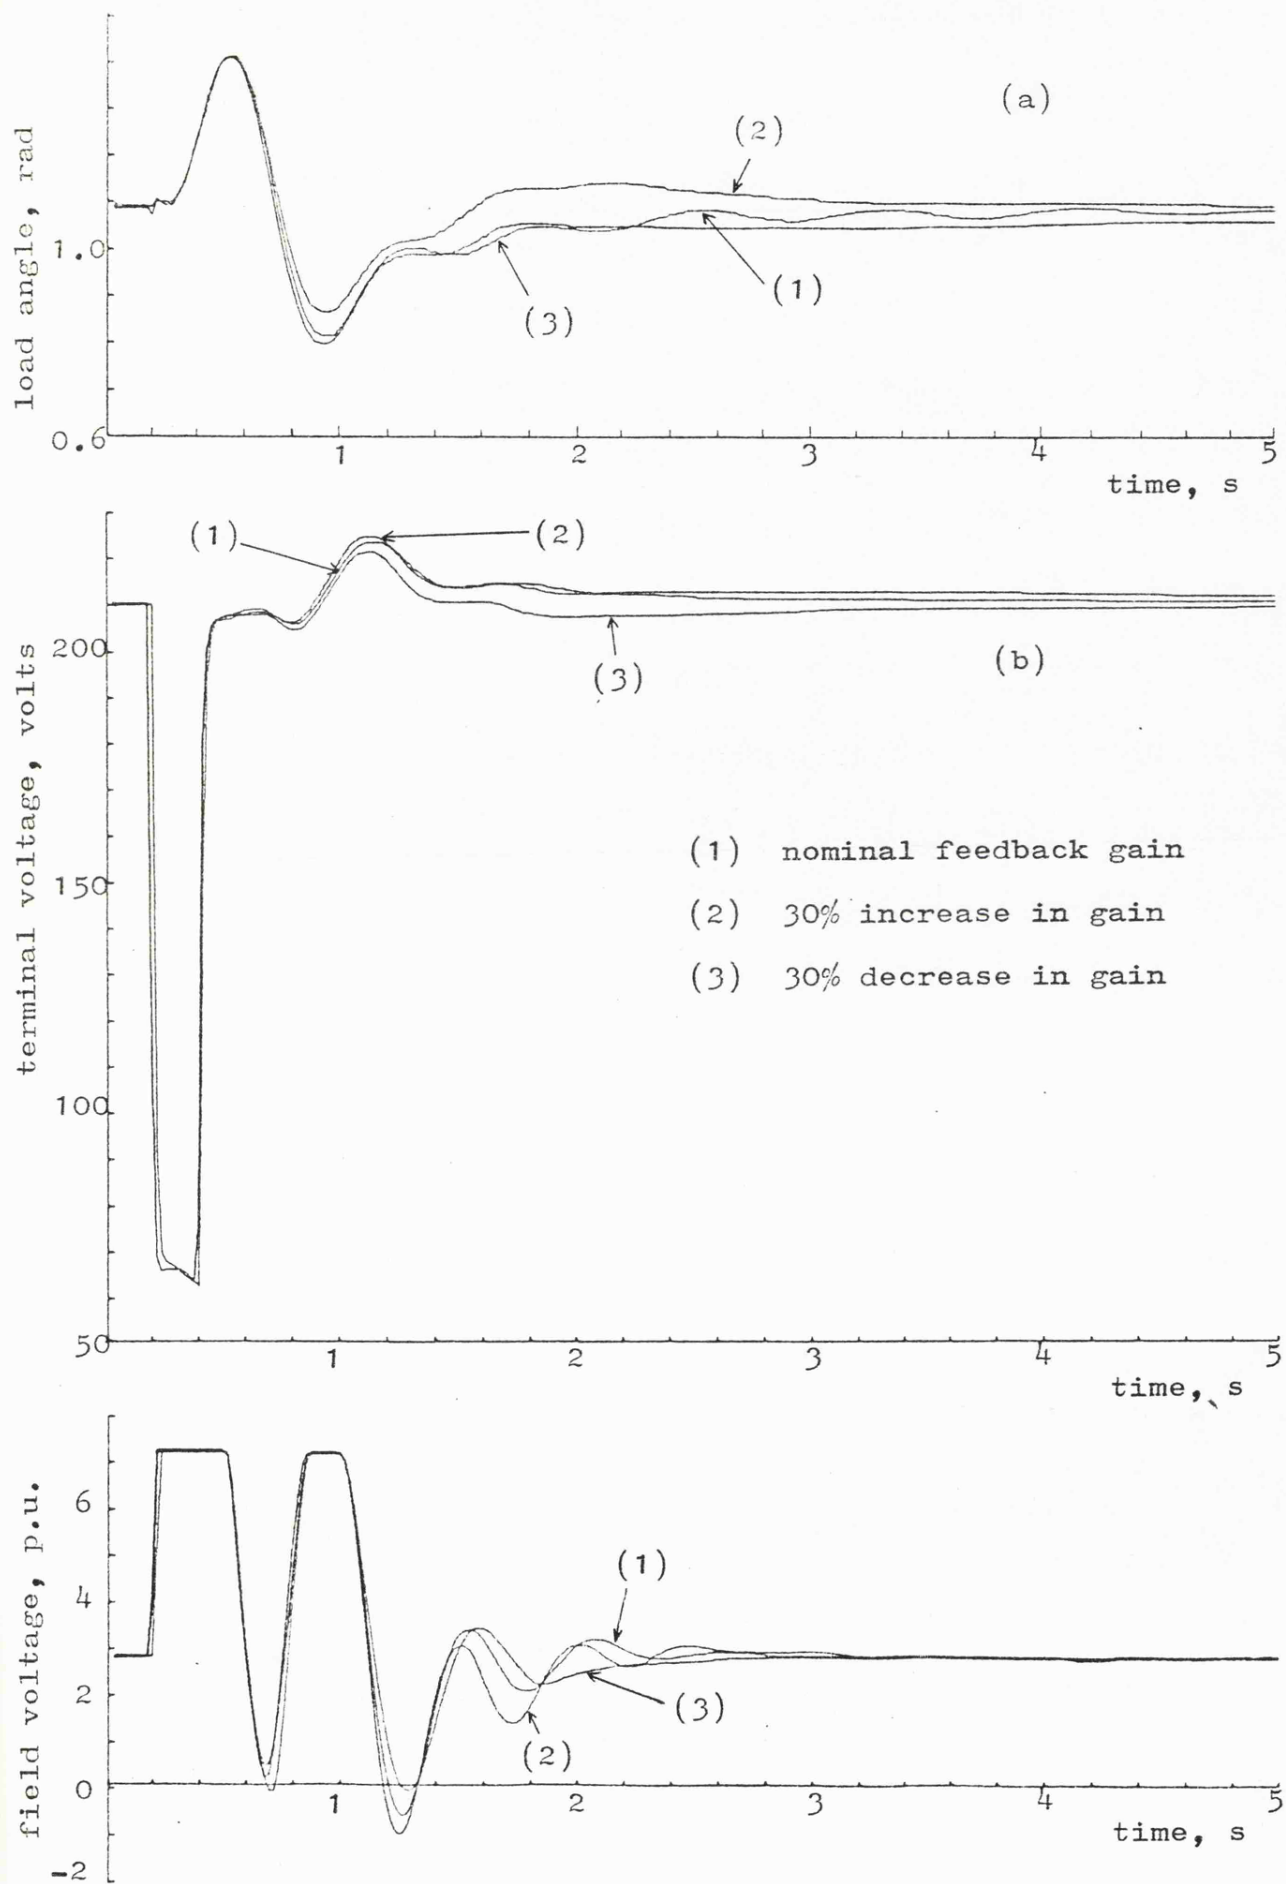 (a)
(2)
load angle, rad
1.0
(1)
(3)
0.6
1 2 3 4 5
time, s
(1) (2)
200
(3)
(b)
terminal voltage, volts
(1) nominal feedback gain
150
(2) 30% increase in gain
(3) 30% decrease in gain
100
50
1 2 3 4 5
time, s
field voltage, p.u.
6
(1)
4
2
(3)
(2)
0
1 2 3 4 5
time, s
-2